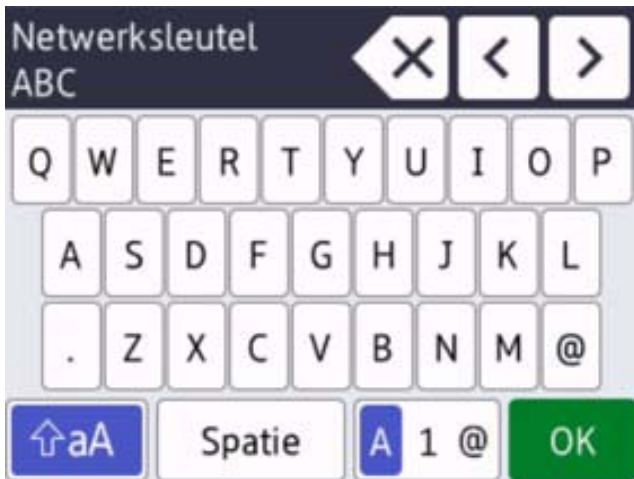 Netwerksleutel
ABC
Q W E R T Y U I O P
A S D F G H J K L
. Z X C V B N M @
aA Spatie A 1 @ OK